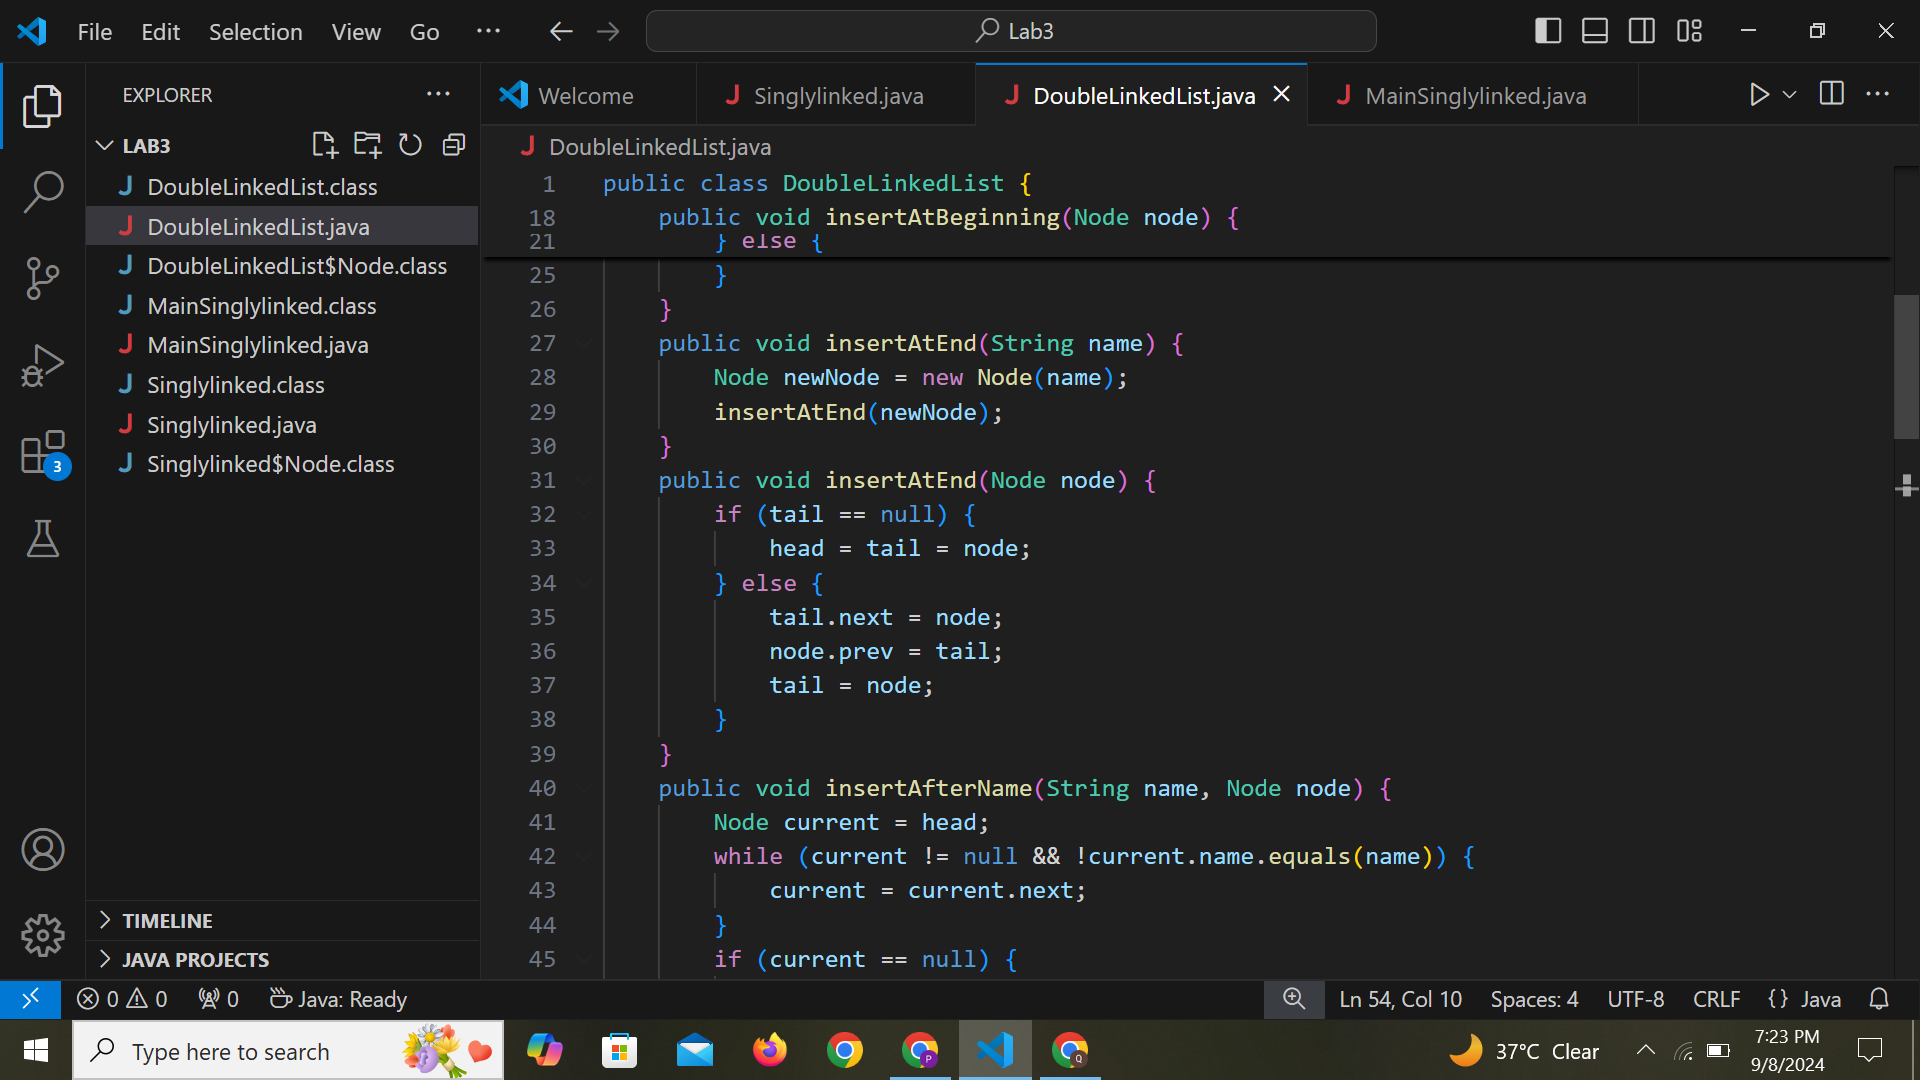 File Edit Selection View Go ··· Lab3
EXPLORER ···
LAB3
DoubleLinkedList.class
DoubleLinkedList.java
DoubleLinkedList$Node.class
MainSinglylinked.class
MainSinglylinked.java
Singlylinked.class
Singlylinked.java
Singlylinked$Node.class
3
TIMELINE
JAVA PROJECTS
Welcome Singlylinked.java DoubleLinkedList.java MainSinglylinked.java ···
DoubleLinkedList.java
1 public class DoubleLinkedList {
18 public void insertAtBeginning(Node node) {
21 } else {
25 }
26 }
27 public void insertAtEnd(String name) {
28 Node newNode = new Node(name);
29 insertAtEnd(newNode);
30 }
31 public void insertAtEnd(Node node) {
32 if (tail == null) {
33 head = tail = node;
34 } else {
35 tail.next = node;
36 node.prev = tail;
37 tail = node;
38 }
39 }
40 public void insertAfterName(String name, Node node) {
41 Node current = head;
42 while (current != null && !current.name.equals(name)) {
43 current = current.next;
44 }
45 if (current == null) {
0 0 0 Java: Ready Ln 54, Col 10 Spaces: 4 UTF-8 CRLF {} Java
Type here to search P Q 37°C Clear 7:23 PM
9/8/2024